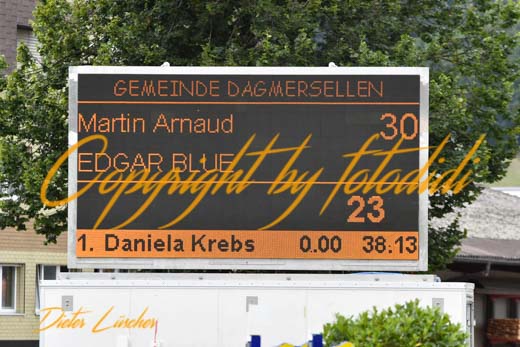 GEMEINDE DAGMERSELLEN
Martin Arnaud 30
EDGAR BLUE
Copyright by fotodidi
23
1. Daniela Krebs 0.00 38.13
Dieter Lüscher